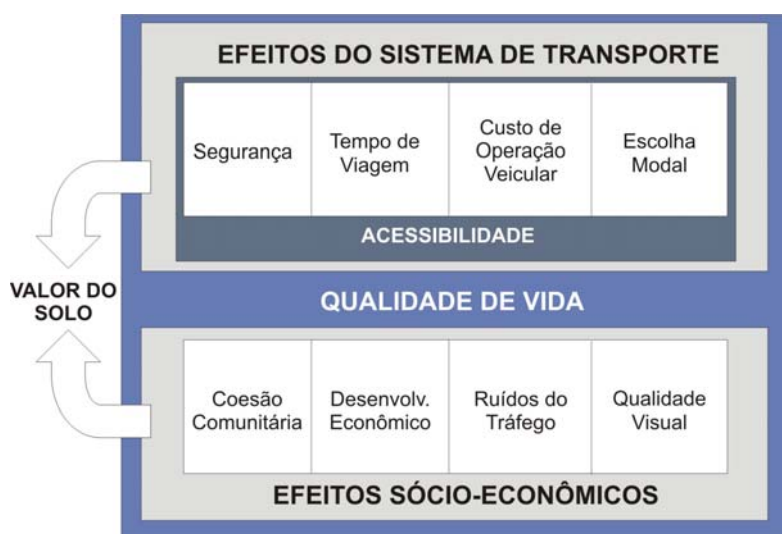 EFEITOS DO SISTEMA DE TRANSPORTE
Segurança
Tempo de
Viagem
Custo de
Operação
Veicular
Escolha
Modal
ACESSIBILIDADE
VALOR DO
SOLO
QUALIDADE DE VIDA
Coesão
Comunitária
Desenvolv.
Econômico
Ruídos do
Tráfego
Qualidade
Visual
EFEITOS SÓCIO-ECONÔMICOS